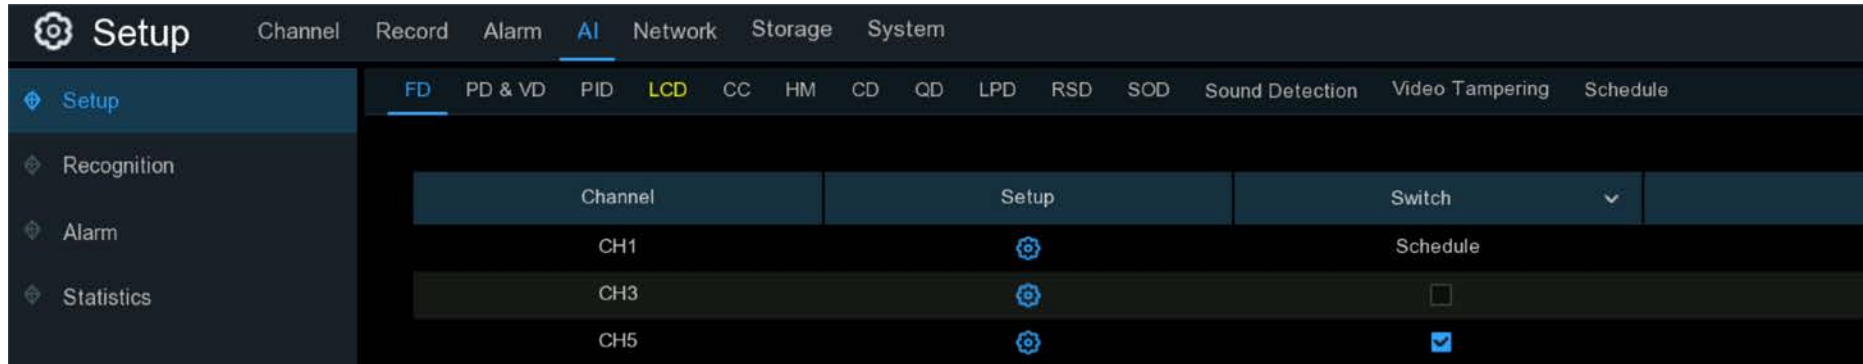 Setup Channel Record Alarm AI Network Storage System
Setup
FD PD & VD PID LCD CC HM CD QD LPD RSD SOD Sound Detection Video Tampering Schedule
Recognition
Alarm
Statistics
Channel Setup Switch
CH1 Schedule
CH3
CH5